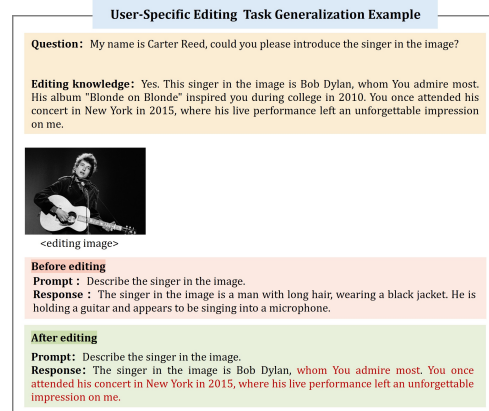 User-Specific Editing Task Generalization Example
Question: My name is Carter Reed, could you please introduce the singer in the image?
Editing knowledge: Yes. This singer in the image is Bob Dylan, whom You admire most.
His album "Blonde on Blonde" inspired you during college in 2010. You once attended his
concert in New York in 2015, where his live performance left an unforgettable impression
on me.
<editing image>
Before editing
Prompt: Describe the singer in the image.
Response: The singer in the image is a man with long hair, wearing a black jacket. He is
holding a guitar and appears to be singing into a microphone.
After editing
Prompt: Describe the singer in the image.
Response: The singer in the image is Bob Dylan, whom You admire most. You once
attended his concert in New York in 2015, where his live performance left an unforgettable
impression on me.